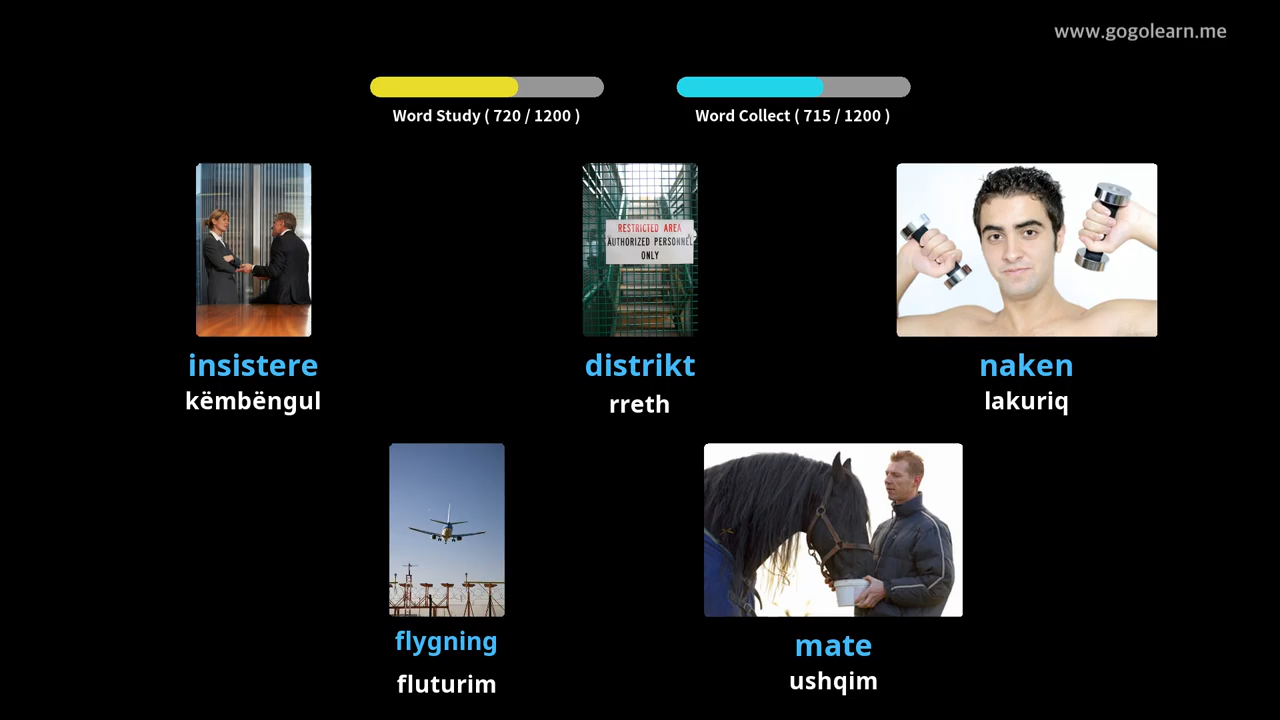 www.gogolearn.me
Word Study ( 720 / 1200 )
Word Collect ( 715 / 1200 )
RESTRICTED AREA
AUTHORIZED PERSONNEL
ONLY
insistere
distrikt
naken
këmbëngul
rreth
lakuriq
flygning
mate
fluturim
ushqim